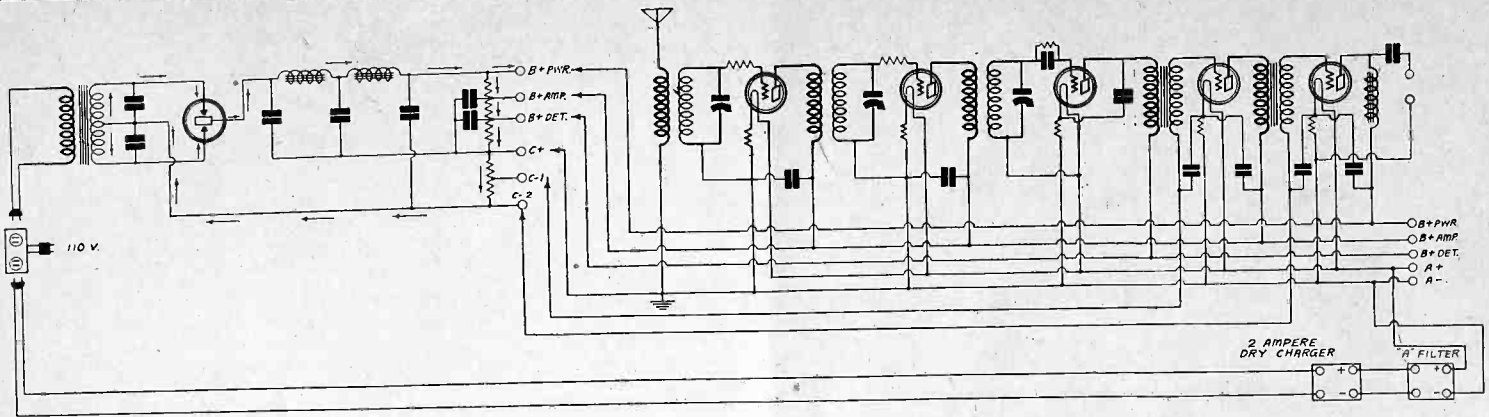 B+PWR.
B+AMP.
B+DET.
C+
C-1
C-2
110 V.
B+PWR.
B+AMP.
B+DET.
A+
A-.
2 AMPERE
DRY CHARGER
"A" FILTER
+ +
- -